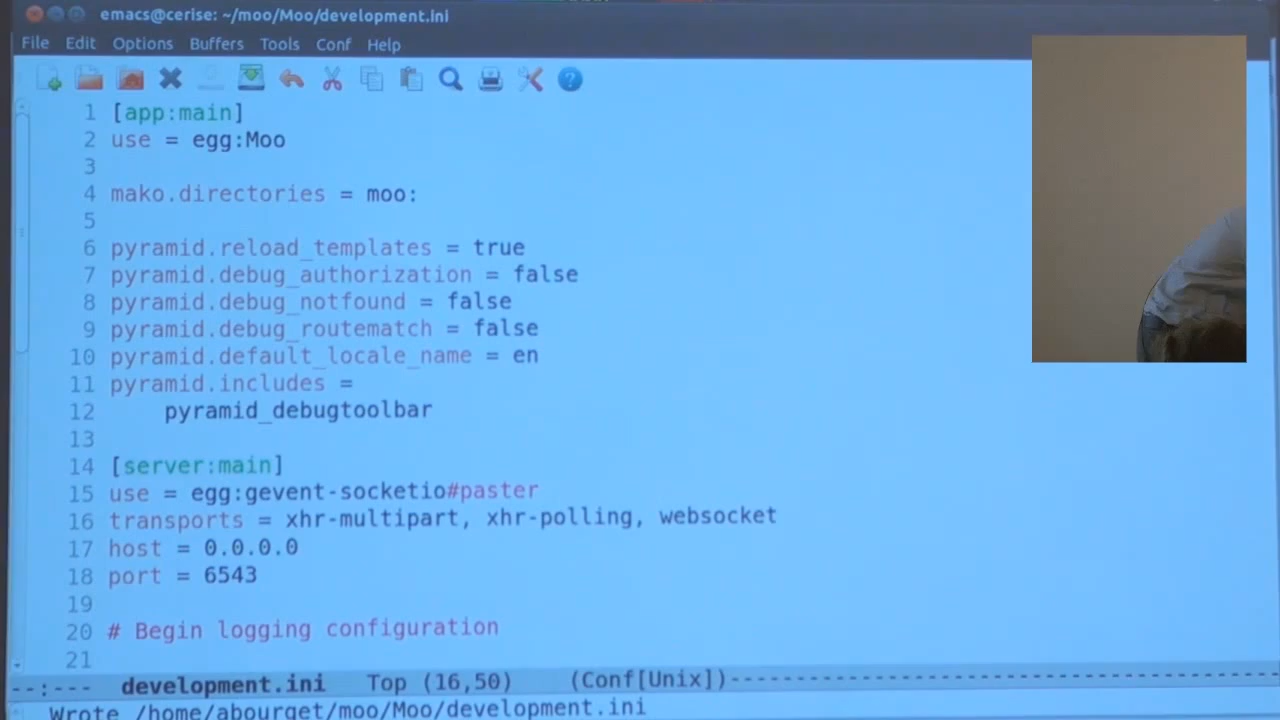 emacs@cerise: ~/moo/Moo/development.ini
File Edit Options Buffers Tools Conf Help
1 [app:main]
2 use = egg:Moo
3
4 mako.directories = moo:
5
6 pyramid.reload_templates = true
7 pyramid.debug_authorization = false
8 pyramid.debug_notfound = false
9 pyramid.debug_routematch = false
10 pyramid.default_locale_name = en
11 pyramid.includes =
12 pyramid_debugtoolbar
13
14 [server:main]
15 use = egg:gevent-socketio#paster
16 transports = xhr-multipart, xhr-polling, websocket
17 host = 0.0.0.0
18 port = 6543
19
20 # Begin logging configuration
21
--:--- development.ini Top (16,50) (Conf[Unix])--------------------------------------------
Wrote /home/abourget/moo/Moo/development.ini